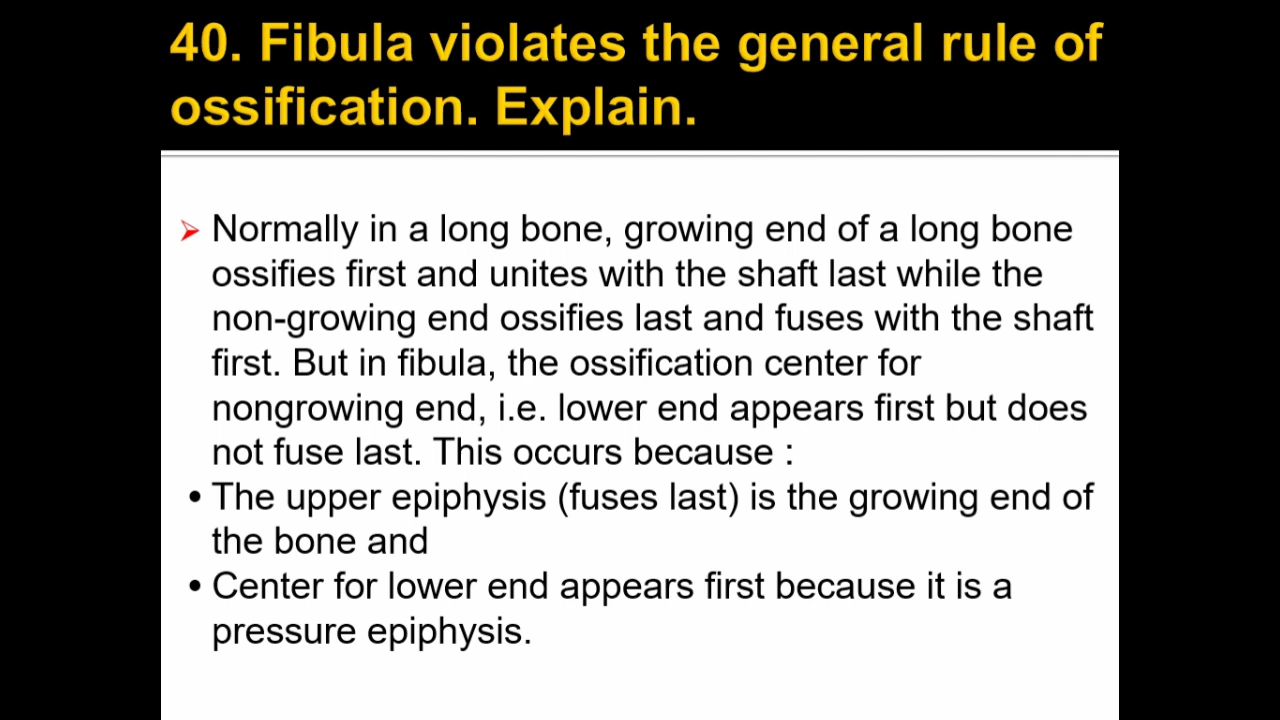 40. Fibula violates the general rule of
ossification. Explain.
➢ Normally in a long bone, growing end of a long bone
ossifies first and unites with the shaft last while the
non-growing end ossifies last and fuses with the shaft
first. But in fibula, the ossification center for
nongrowing end, i.e. lower end appears first but does
not fuse last. This occurs because :
• The upper epiphysis (fuses last) is the growing end of
the bone and
• Center for lower end appears first because it is a
pressure epiphysis.